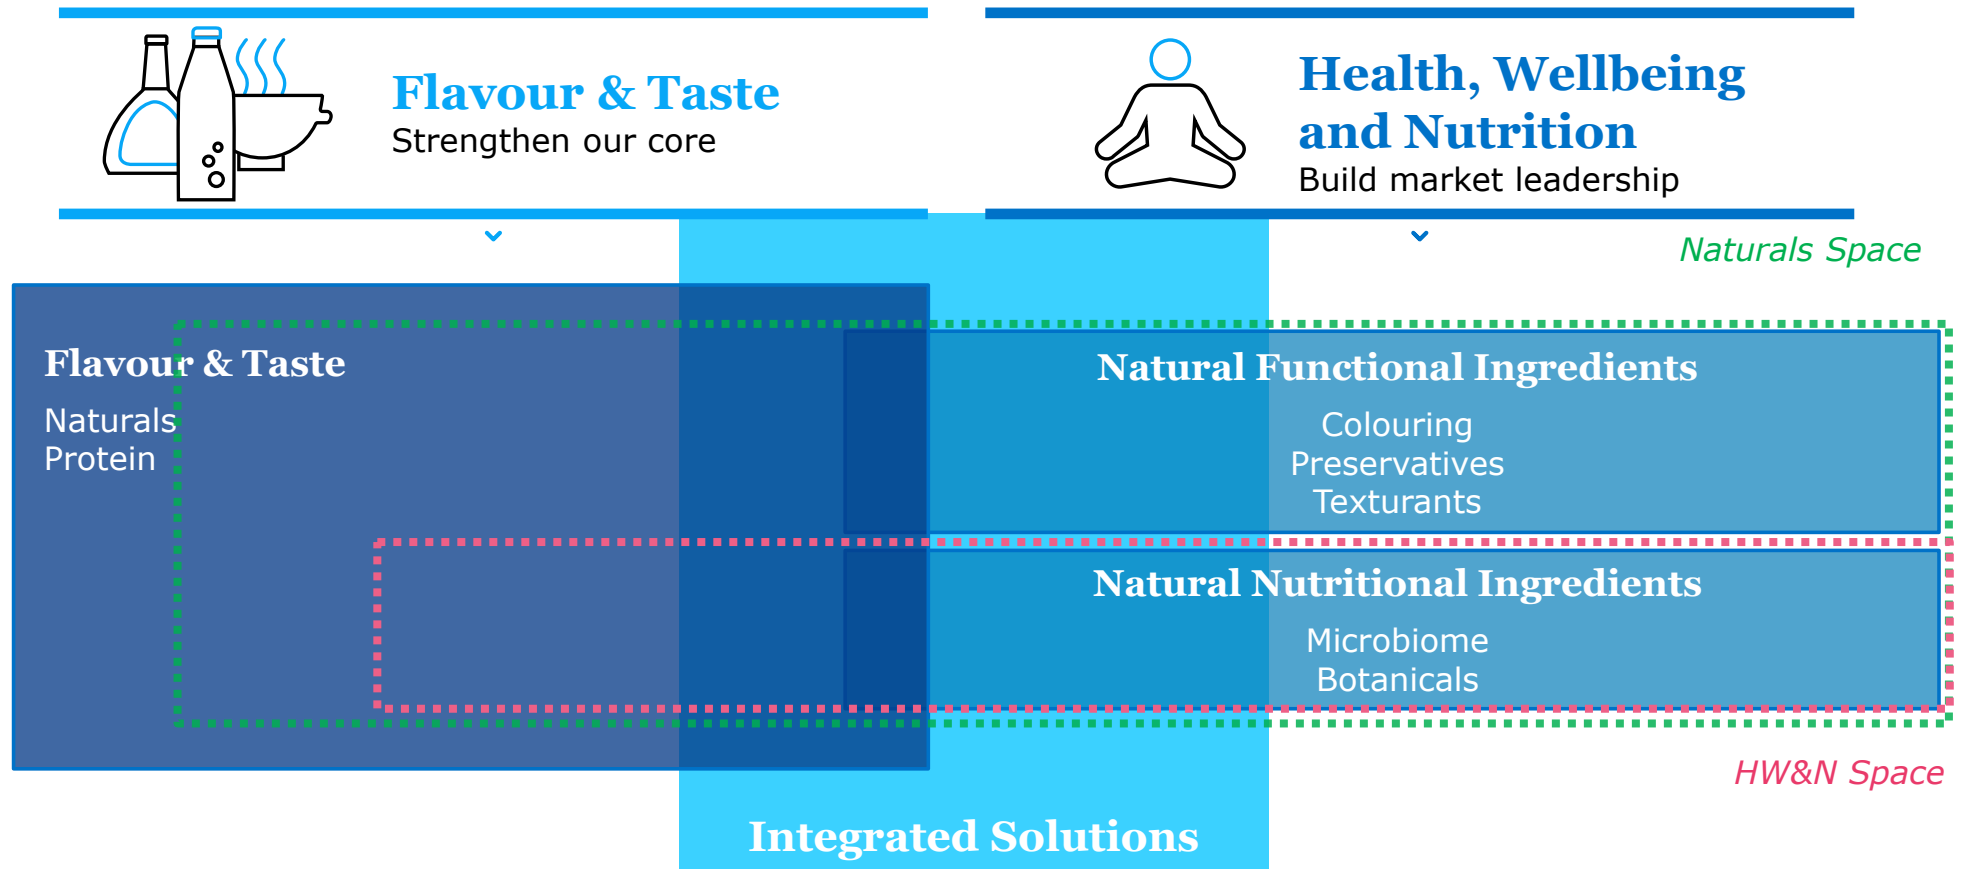 Flavour & Taste
Strengthen our core
Health, Wellbeing
and Nutrition
Build market leadership
Naturals Space
Flavour & Taste
Naturals
Protein
Natural Functional Ingredients
Colouring
Preservatives
Texturants
Natural Nutritional Ingredients
Microbiome
Botanicals
HW&N Space
Integrated Solutions